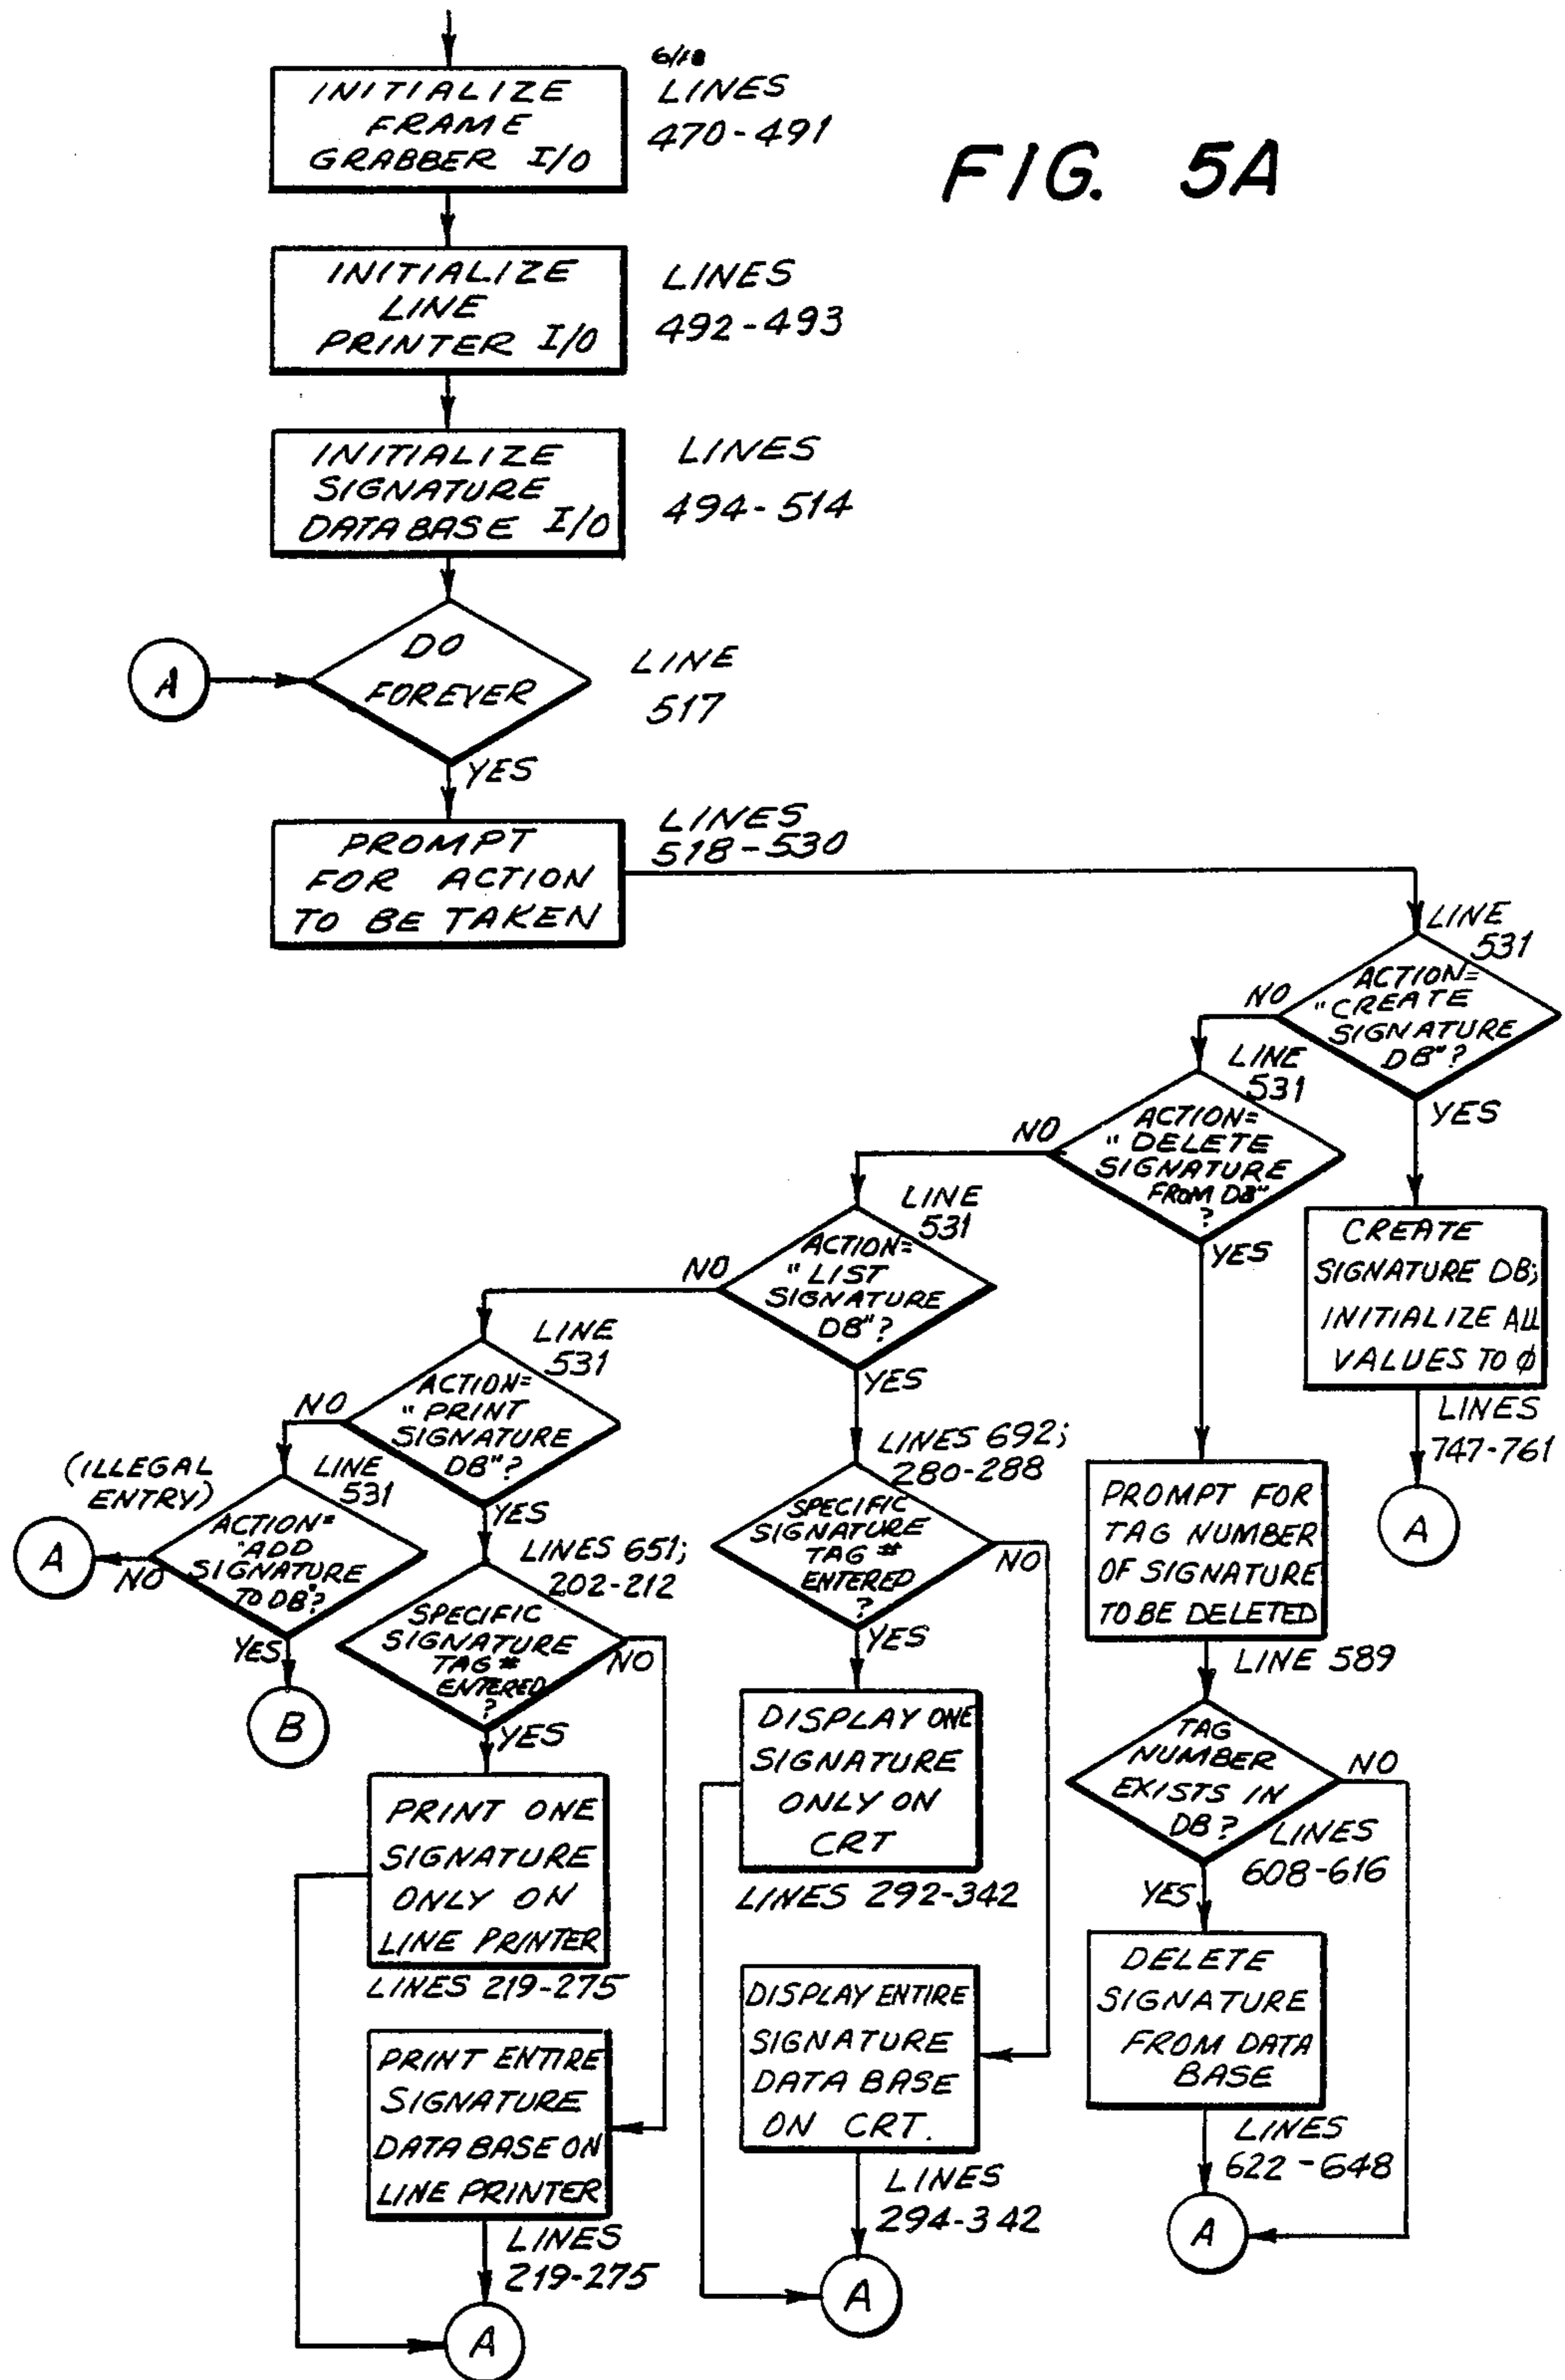 6/18
INITIALIZE
FRAME
GRABBER I/O
LINES
470-491
FIG. 5A
INITIALIZE
LINE
PRINTER I/O
LINES
492-493
INITIALIZE
SIGNATURE
DATA BASE I/O
LINES
494-514
A
DO
FOREVER
LINE
517
YES
PROMPT
FOR ACTION
TO BE TAKEN
LINES
518-530
LINE
531
ACTION=
"CREATE
SIGNATURE
DB"?
NO
YES
LINE
531
ACTION=
"DELETE
SIGNATURE
FROM DB"
?
NO
YES
CREATE
SIGNATURE DB;
INITIALIZE ALL
VALUES TO ϕ
LINES
747-761
A
LINE
531
ACTION=
"LIST
SIGNATURE
DB"?
NO
YES
LINE
531
ACTION=
"PRINT
SIGNATURE
DB"?
NO
YES
(ILLEGAL
ENTRY)
LINE
531
ACTION=
"ADD
SIGNATURE
TO DB"?
A
NO
YES
B
LINES 651;
202-212
SPECIFIC
SIGNATURE
TAG #
ENTERED
?
NO
YES
PRINT ONE
SIGNATURE
ONLY ON
LINE PRINTER
LINES 219-275
PRINT ENTIRE
SIGNATURE
DATA BASE ON
LINE PRINTER
LINES
219-275
A
LINES 692;
280-288
SPECIFIC
SIGNATURE
TAG #
ENTERED
?
NO
YES
DISPLAY ONE
SIGNATURE
ONLY ON
CRT
LINES 292-342
DISPLAY ENTIRE
SIGNATURE
DATA BASE
ON CRT.
LINES
294-342
A
PROMPT FOR
TAG NUMBER
OF SIGNATURE
TO BE DELETED
LINE 589
TAG
NUMBER
EXISTS IN
DB?
NO
LINES
608-616
YES
DELETE
SIGNATURE
FROM DATA
BASE
LINES
622-648
A